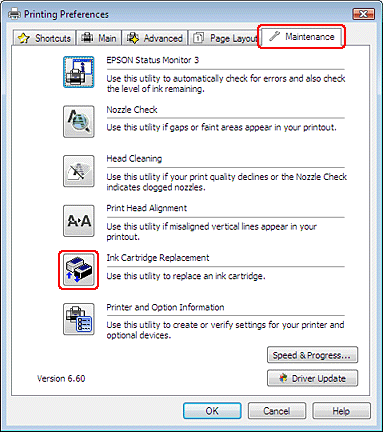 Printing Preferences
Shortcuts
Main
Advanced
Page Layout
Maintenance
EPSON Status Monitor 3
Use this utility to automatically check for errors and also check
the level of ink remaining.
Nozzle Check
Use this utility if gaps or faint areas appear in your printout.
Head Cleaning
Use this utility if your print quality declines or the Nozzle Check
indicates clogged nozzles.
Print Head Alignment
A A
Use this utility if misaligned vertical lines appear in your
printout.
Ink Cartridge Replacement
Use this utility to replace an ink cartridge.
Printer and Option Information
Use this utility to create or verify settings for your printer and
optional devices.
Speed & Progress...
Version 6.60
Driver Update
OK
Cancel
Help